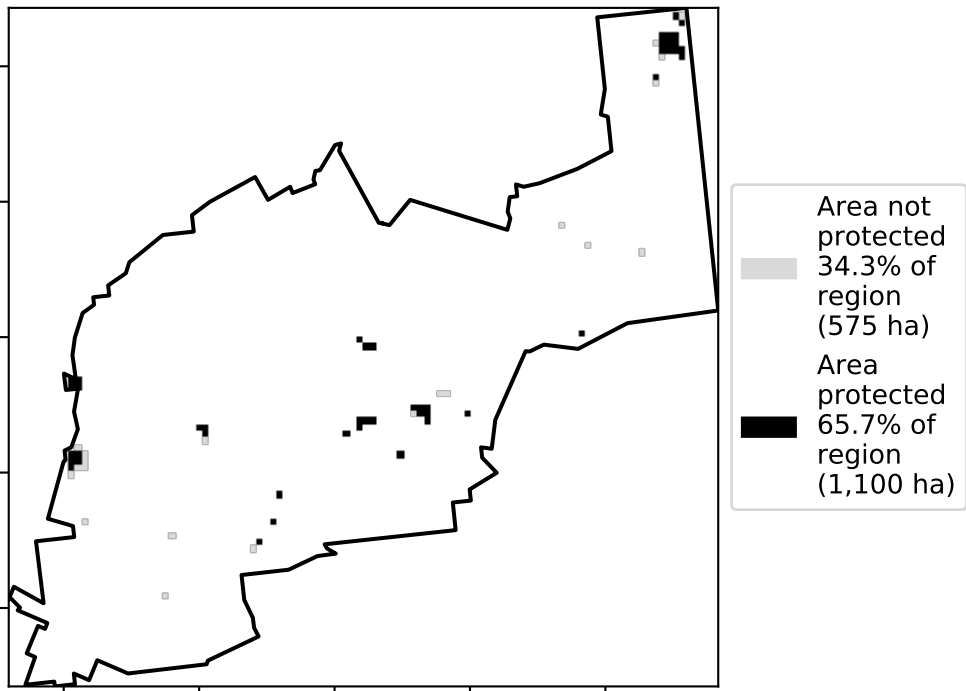 Area not
protected
34.3% of
region
(575 ha)
Area
protected
65.7% of
region
(1,100 ha)